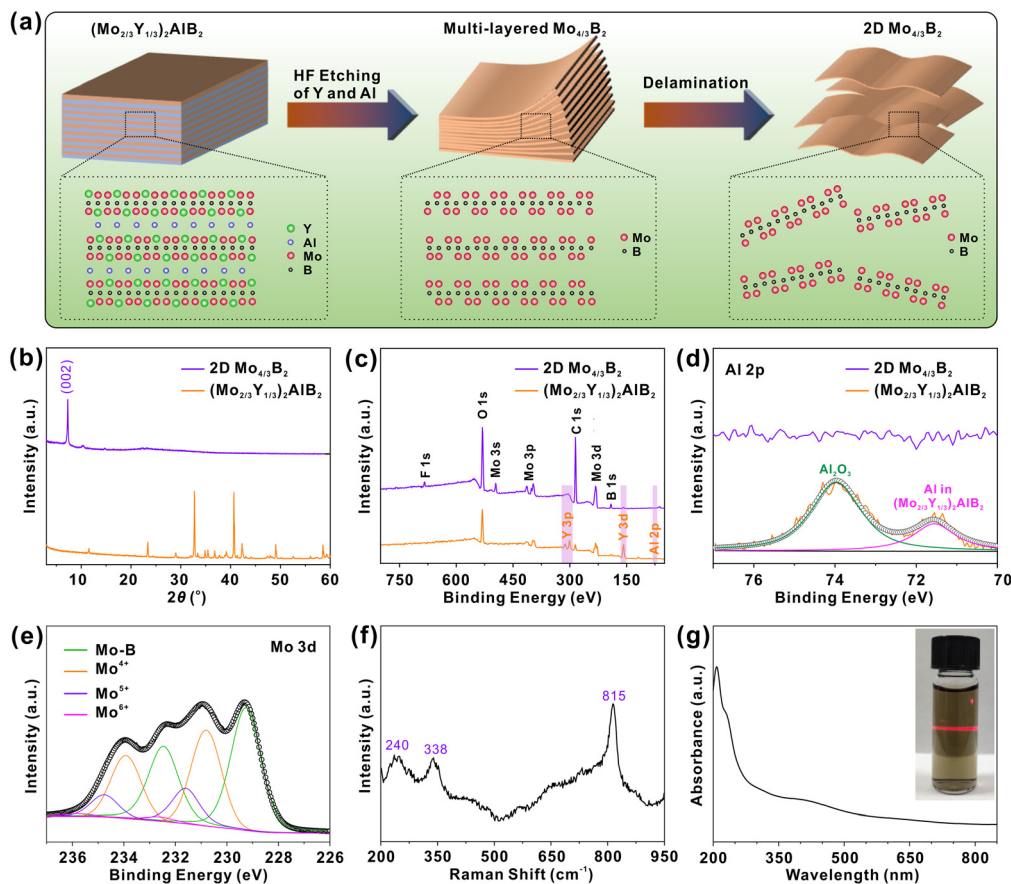 (a)
(Mo2/3Y1/3)2AlB2
Multi-layered Mo4/3B2
2D Mo4/3B2
HF Etching
of Y and Al
Delamination
Y
Al
Mo
B
Mo
B
Mo
B
(b)
(002)
2D Mo4/3B2
(Mo2/3Y1/3)2AlB2
Intensity (a.u.)
0 10 20 30 40 50 60
2θ (°)
(c)
2D Mo4/3B2
(Mo2/3Y1/3)2AlB2
F 1s
O 1s
Mo 3s
Mo 3p
C 1s
Mo 3d
B 1s
Y 3p
Y 3d
Al 2p
Intensity (a.u.)
750 600 450 300 150 0
Binding Energy (eV)
(d)
Al 2p
2D Mo4/3B2
(Mo2/3Y1/3)2AlB2
Al2O3
Al in
(Mo2/3Y1/3)2AlB2
Intensity (a.u.)
76 74 72 70
Binding Energy (eV)
(e)
Mo-B
Mo4+
Mo5+
Mo6+
Mo 3d
Intensity (a.u.)
236 234 231 229 226
Binding Energy (eV)
(f)
240
338
815
Intensity (a.u.)
200 350 500 650 800 950
Raman Shift (cm-1)
(g)
Absorbance (a.u.)
200 350 500 650 800
Wavelength (nm)